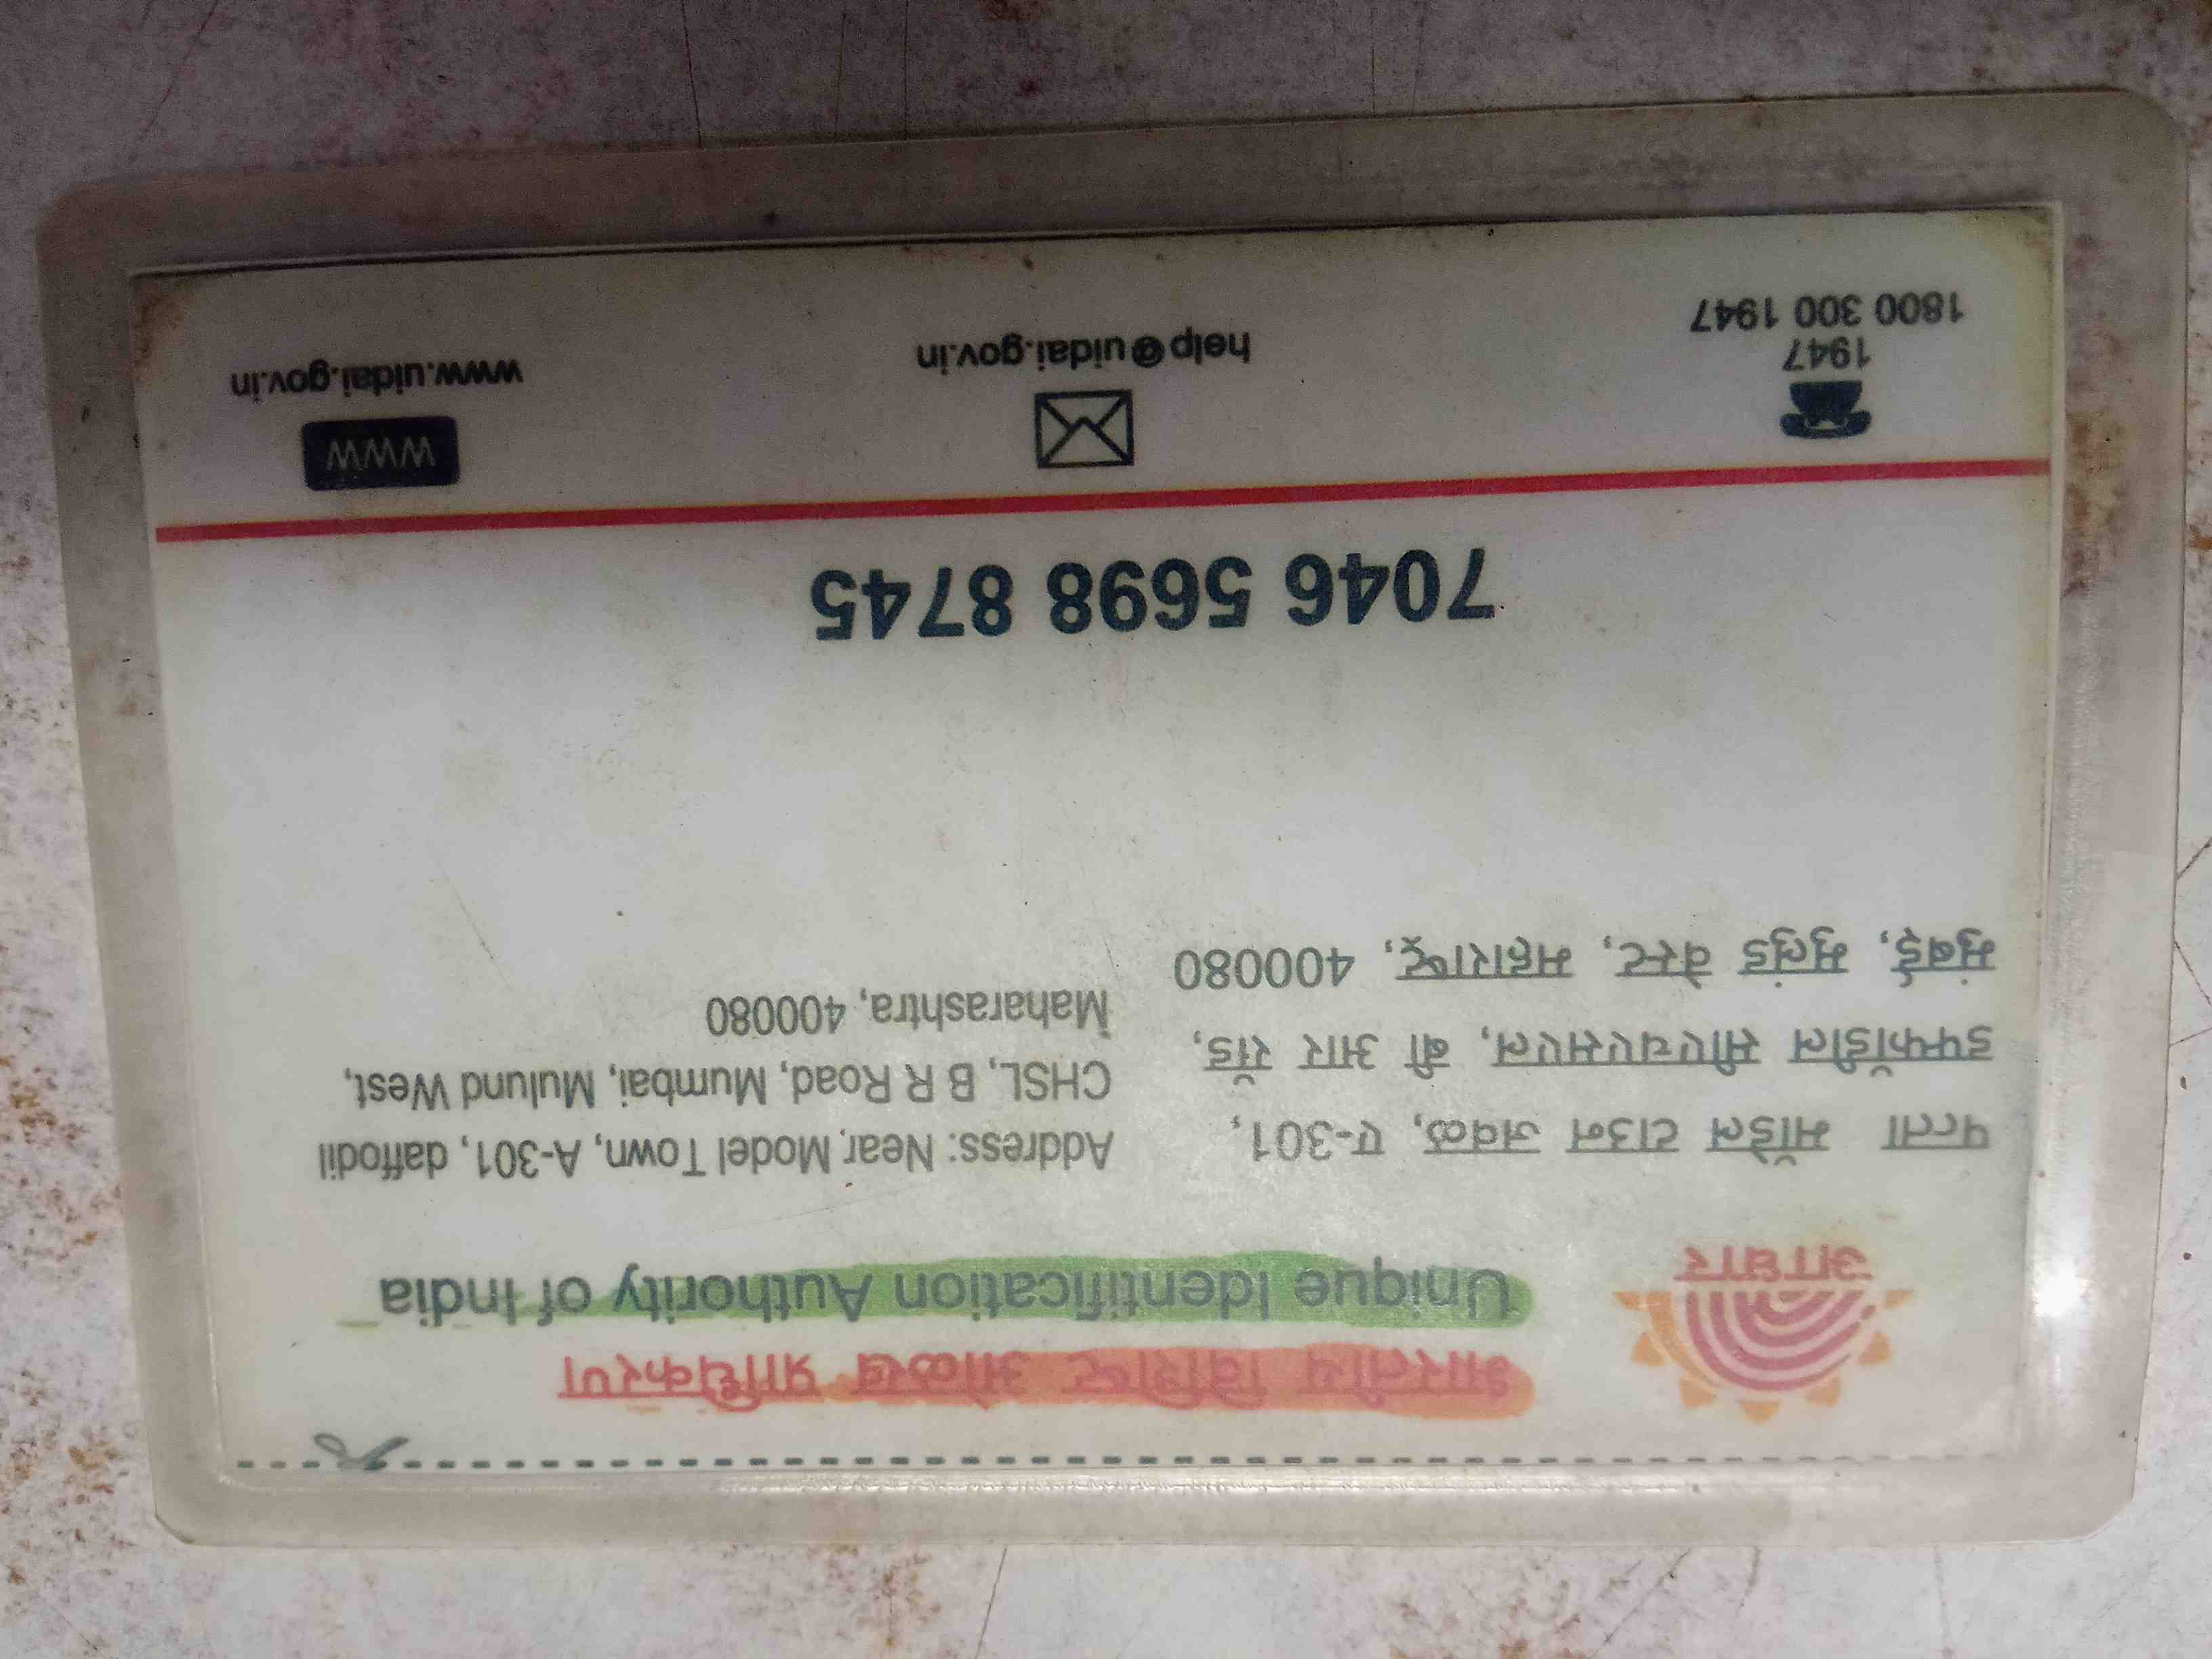 भारतीय विशिष्ट ओळख प्राधिकरण
Unique Identification Authority of India
आधार
पत्ता मॉडेल टाउन जवळ, ए-301,
डफ्फोडील सीएचएसएल, बी आर रोड,
मुंबई, मुलुंड वेस्ट, महाराष्ट्र, 400080
Address: Near, Model Town, A-301, daffodil
CHSL, B R Road, Mumbai, Mulund West,
Maharashtra, 400080
7046 5698 8745
1947
1800 300 1947
help@uidai.gov.in
WWW
www.uidai.gov.in